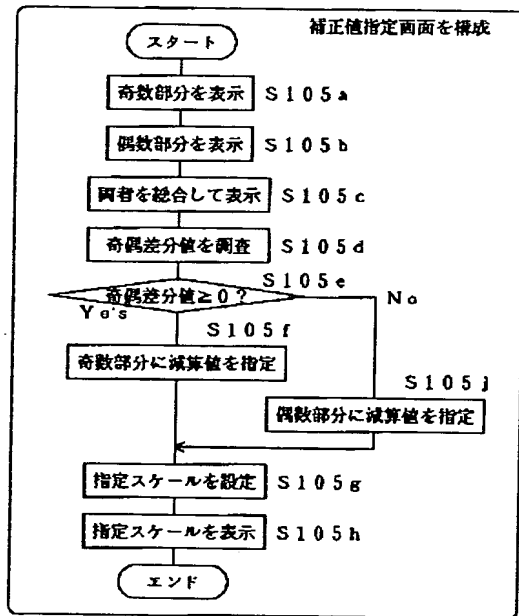 補正値指定画面を構成
スタート
奇数部分を表示 S105a
偶数部分を表示 S105b
両者を総合して表示 S105c
奇偶差分値を調査 S105d
S105e
奇偶差分値≧0?
Yes
No
S105f
奇数部分に減算値を指定
S105j
偶数部分に減算値を指定
指定スケールを設定 S105g
指定スケールを表示 S105h
エンド